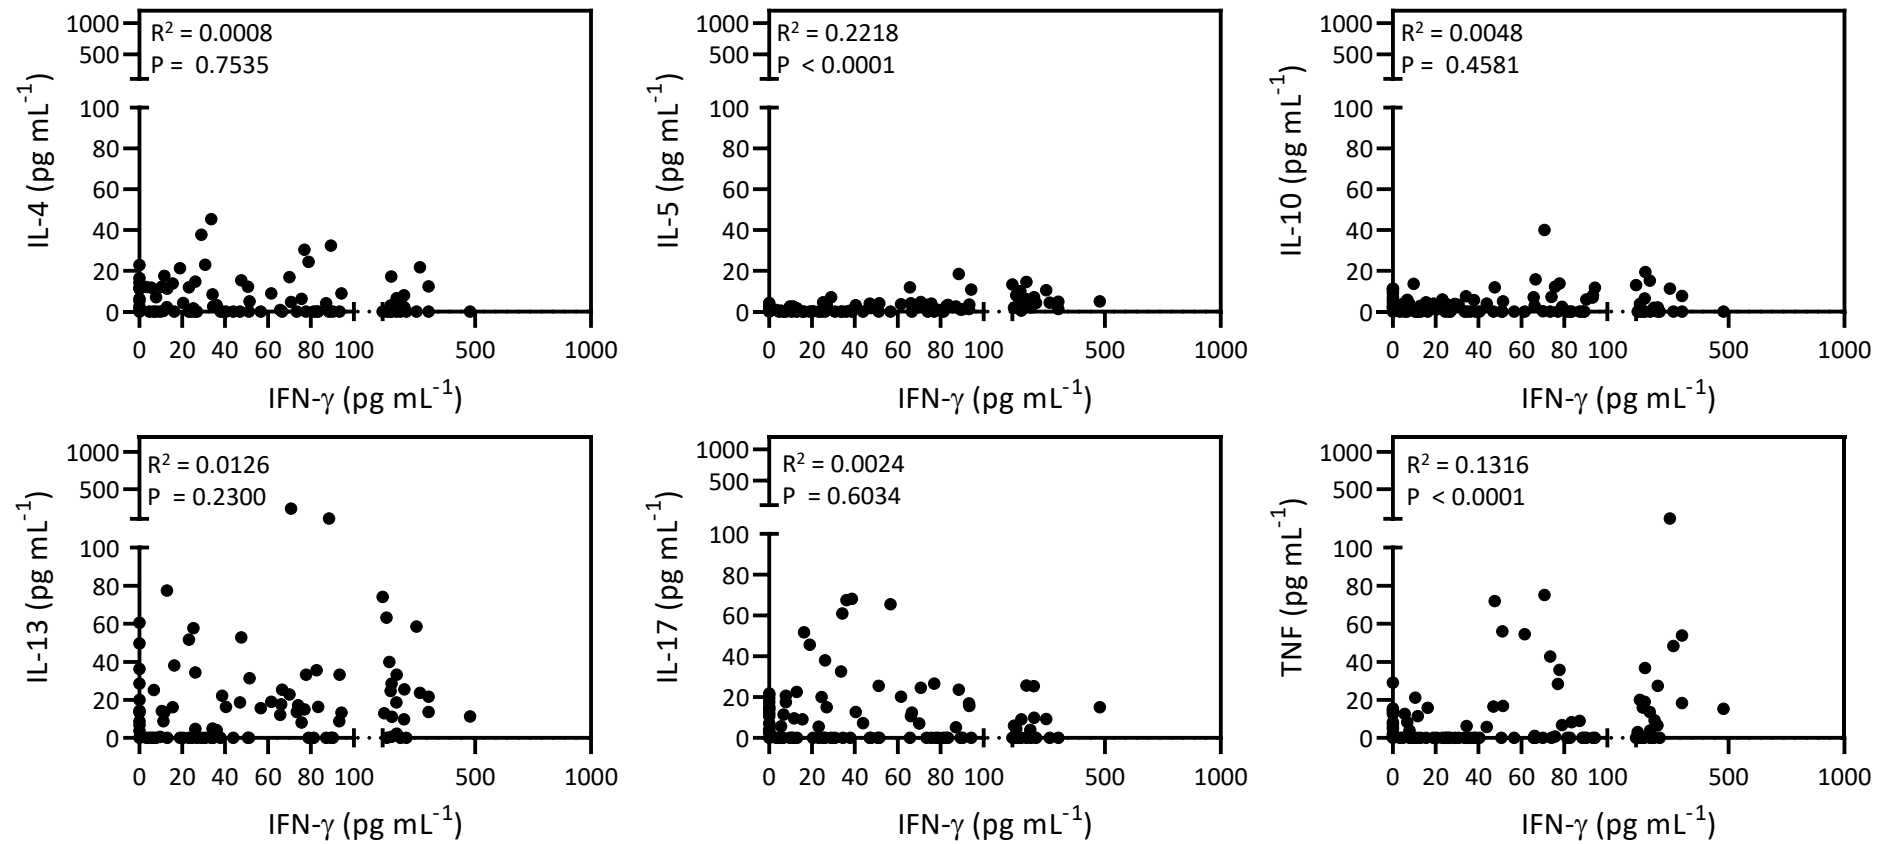 1000
500
100
80
60
40
20
0
IL-4 (pg mL⁻¹)
R² = 0.0008
P = 0.7535
0 20 40 60 80 100 500 1000
IFN-γ (pg mL⁻¹)
1000
500
100
80
60
40
20
0
IL-5 (pg mL⁻¹)
R² = 0.2218
P < 0.0001
0 20 40 60 80 100 500 1000
IFN-γ (pg mL⁻¹)
1000
500
100
80
60
40
20
0
IL-10 (pg mL⁻¹)
R² = 0.0048
P = 0.4581
0 20 40 60 80 100 500 1000
IFN-γ (pg mL⁻¹)
1000
500
100
80
60
40
20
0
IL-13 (pg mL⁻¹)
R² = 0.0126
P = 0.2300
0 20 40 60 80 100 500 1000
IFN-γ (pg mL⁻¹)
1000
500
100
80
60
40
20
0
IL-17 (pg mL⁻¹)
R² = 0.0024
P = 0.6034
0 20 40 60 80 100 500 1000
IFN-γ (pg mL⁻¹)
1000
500
100
80
60
40
20
0
TNF (pg mL⁻¹)
R² = 0.1316
P < 0.0001
0 20 40 60 80 100 500 1000
IFN-γ (pg mL⁻¹)